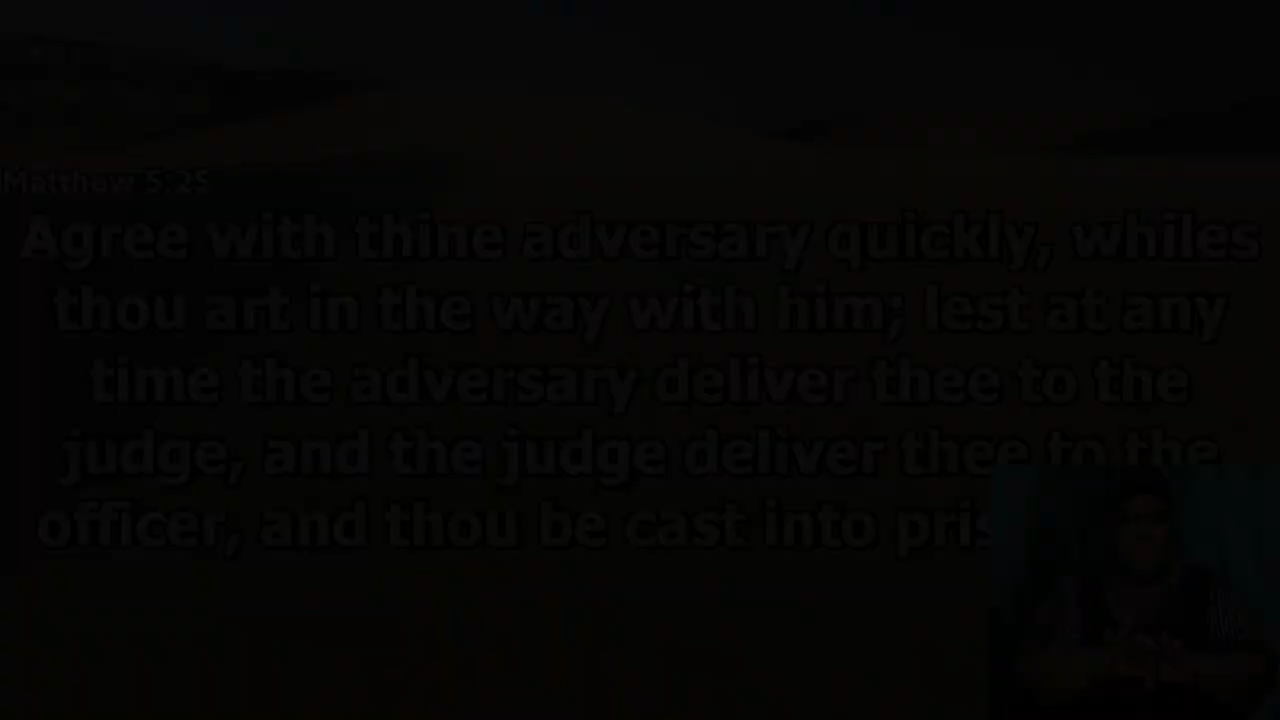 Matthew 5:25
Agree with thine adversary quickly, whiles
thou art in the way with him; lest at any
time the adversary deliver thee to the
judge, and the judge deliver thee to the
officer, and thou be cast into